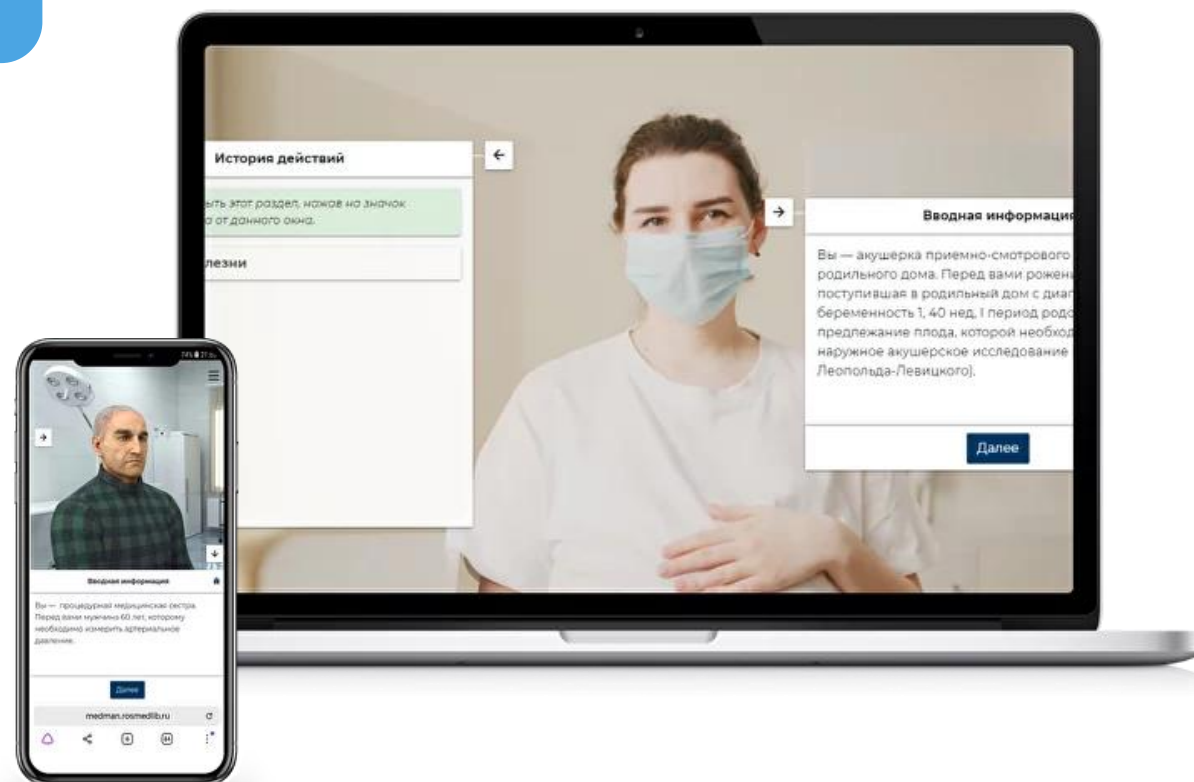 История действий
ыть этот раздел, нажав на значок
а от данного окна.
лезни
Вводная информация
Вы — акушерка приемно-смотрового
родильного дома. Перед вами рожени
поступившая в родильный дом с диаг
беременность 1, 40 нед, I период родо
предлежание плода, которой необход
наружное акушерское исследование
Леопольда-Левицкого).
Далее
Вводная информация
Вы — процедурная медицинская сестра.
Перед вами мужчина 60 лет, которому
необходимо измерить артериальное
давление.
Далее
medman.rosmedlib.ru